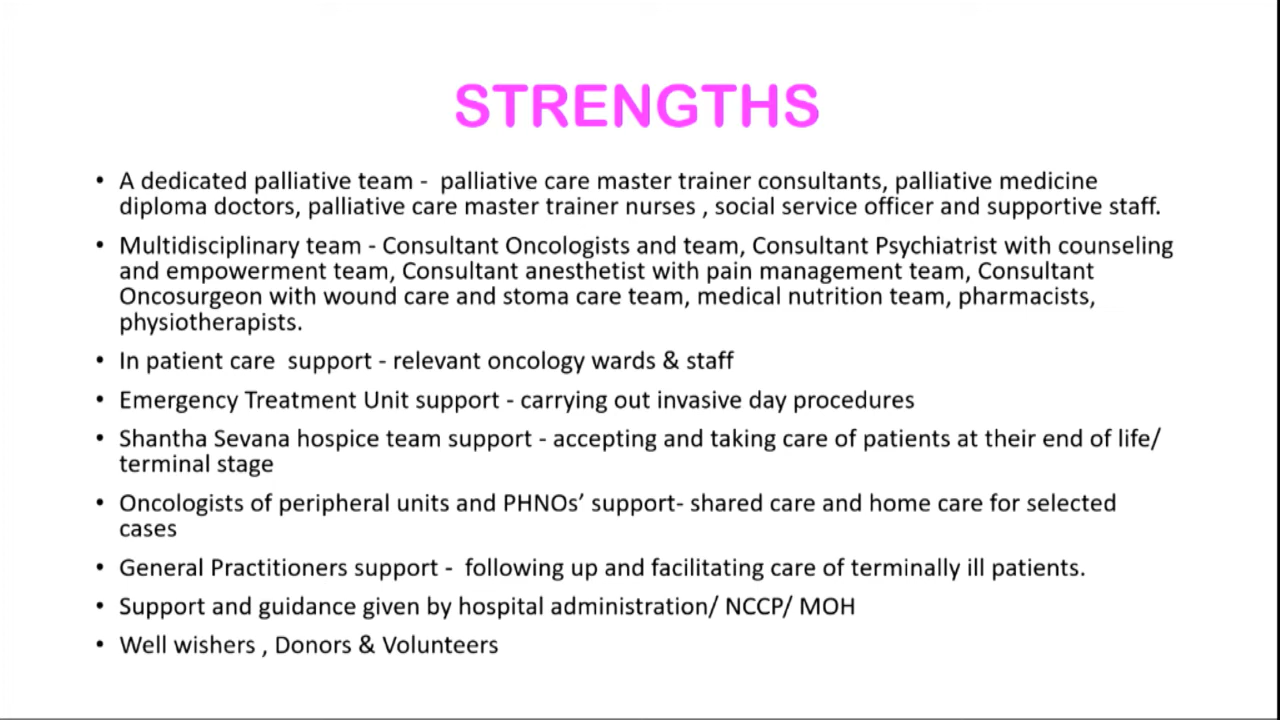 STRENGTHS
• A dedicated palliative team -  palliative care master trainer consultants, palliative medicine
diploma doctors, palliative care master trainer nurses , social service officer and supportive staff.
• Multidisciplinary team - Consultant Oncologists and team, Consultant Psychiatrist with counseling
and empowerment team, Consultant anesthetist with pain management team, Consultant
Oncosurgeon with wound care and stoma care team, medical nutrition team, pharmacists,
physiotherapists.
• In patient care  support - relevant oncology wards & staff
• Emergency Treatment Unit support - carrying out invasive day procedures
• Shantha Sevana hospice team support - accepting and taking care of patients at their end of life/
terminal stage
• Oncologists of peripheral units and PHNOs’ support- shared care and home care for selected
cases
• General Practitioners support -  following up and facilitating care of terminally ill patients.
• Support and guidance given by hospital administration/ NCCP/ MOH
• Well wishers , Donors & Volunteers